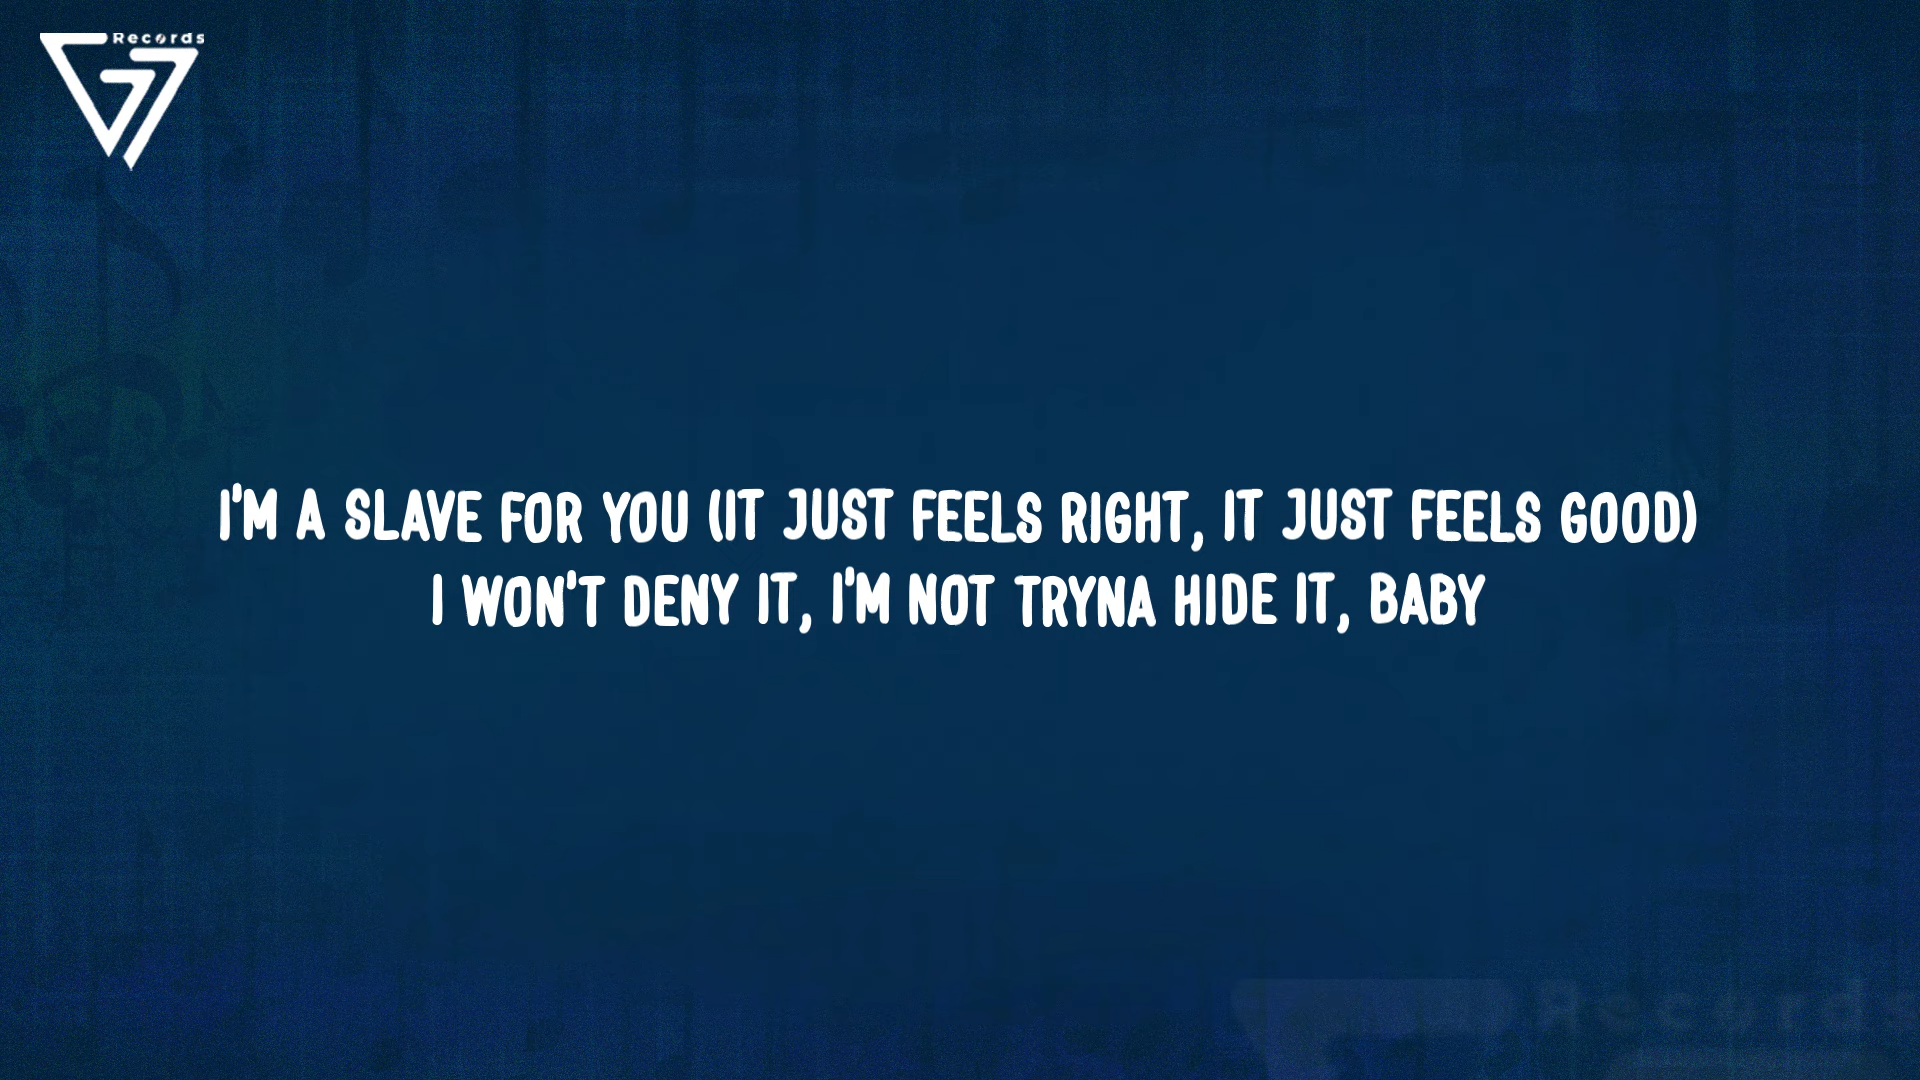 Records
I'M A SLAVE FOR YOU (IT JUST FEELS RIGHT, IT JUST FEELS GOOD)
I WON'T DENY IT, I'M NOT TRYNA HIDE IT, BABY
Records